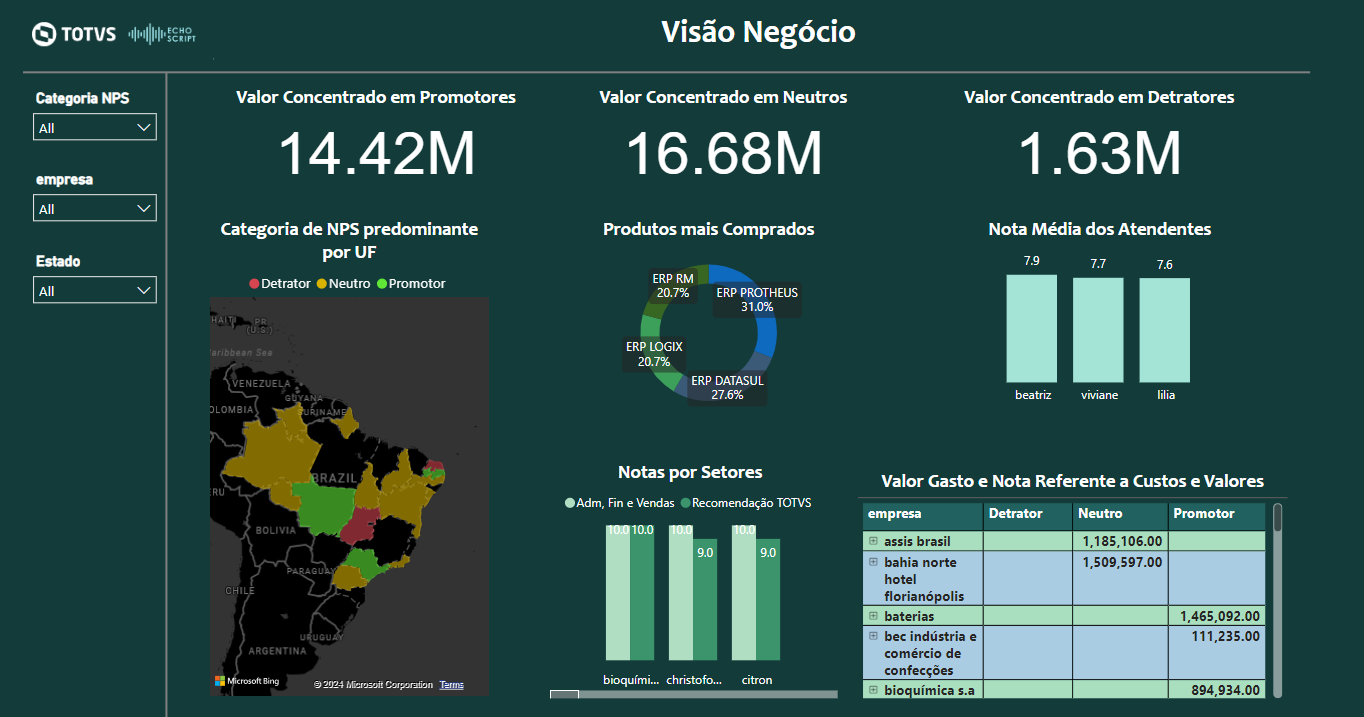 TOTVS
ECHO
SCRIPT
Visão Negócio
Categoria NPS
All
empresa
All
Estado
All
Valor Concentrado em Promotores
14.42M
Valor Concentrado em Neutros
16.68M
Valor Concentrado em Detratores
1.63M
Categoria de NPS predominante
por UF
Detrator Neutro Promotor
HAITI
PR
(U.S.)
Caribbean Sea
VENEZUELA
GUYANA
SURINAME
COLOMBIA
BRAZIL
PERU
BOLIVIA
PARAGUAY
CHILE
URUGUAY
ARGENTINA
Microsoft Bing
© 2024 Microsoft Corporation Terms
Produtos mais Comprados
ERP RM
20.7%
ERP PROTHEUS
31.0%
ERP LOGIX
20.7%
ERP DATASUL
27.6%
Nota Média dos Atendentes
7.9 7.7 7.6
beatriz viviane lilia
Notas por Setores
Adm, Fin e Vendas Recomendação TOTVS
10.0 10.0 10.0 9.0 10.0 9.0
bioquími... christofo... citron
Valor Gasto e Nota Referente a Custos e Valores
empresa Detrator Neutro Promotor
assis brasil 1,185,106.00
bahia norte 1,509,597.00
hotel
florianópolis
baterias 1,465,092.00
bec indústria e 111,235.00
comércio de
confecções
bioquímica s.a 894,934.00